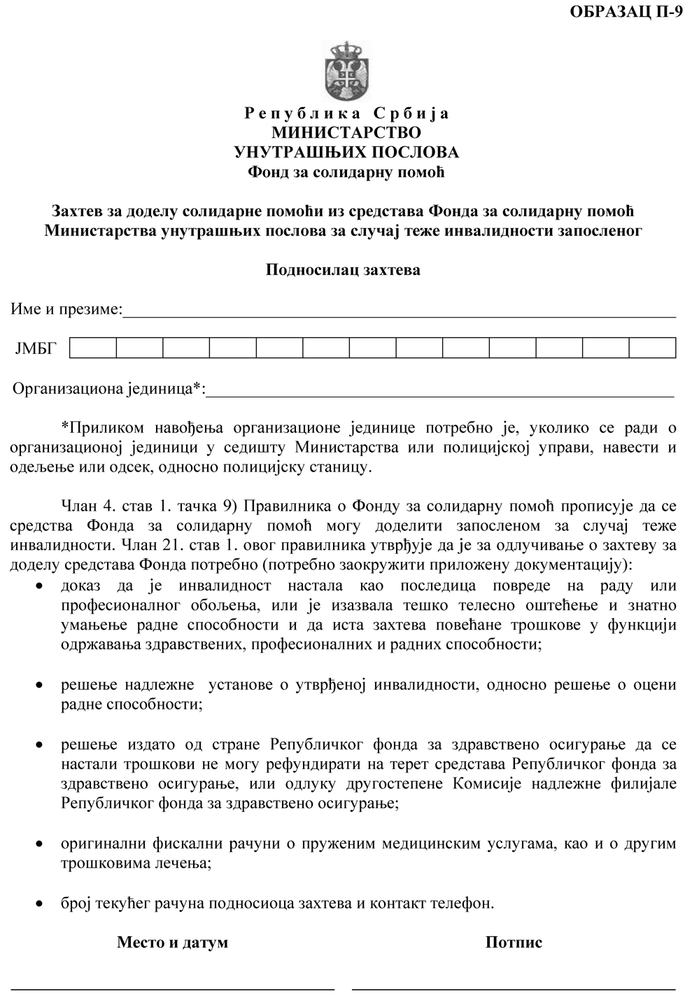 ОБРАЗАЦ П-9
Република Србија
МИНИСТАРСТВО
УНУТРАШЊИХ ПОСЛОВА
Фонд за солидарну помоћ
Захтев за доделу солидарне помоћи из средстава Фонда за солидарну помоћ
Министарства унутрашњих послова за случај теже инвалидности запосленог
Подносилац захтева
Име и презиме:
ЈМБГ
Организациона јединица*:
*Приликом навођења организационе јединице потребно је, уколико се ради о
организационој јединици у седишту Министарства или полицијској управи, навести и
одељење или одсек, односно полицијску станицу.
Члан 4. став 1. тачка 9) Правилника о Фонду за солидарну помоћ прописује да се
средства Фонда за солидарну помоћ могу доделити запосленом за случај теже
инвалидности. Члан 21. став 1. овог правилника утврђује да је за одлучивање о захтеву за
доделу средстава Фонда потребно (потребно заокружити приложену документацију):
• доказ да је инвалидност настала као последица повреде на раду или
професионалног обољења, или је изазвала тешко телесно оштећење и знатно
умањење радне способности и да иста захтева повећане трошкове у функцији
одржавања здравствених, професионалних и радних способности;
• решење надлежне установе о утврђеној инвалидности, односно решење о оцени
радне способности;
• решење издато од стране Републичког фонда за здравствено осигурање да се
настали трошкови не могу рефундирати на терет средстава Републичког фонда за
здравствено осигурање, или одлуку другостепене Комисије надлежне филијале
Републичког фонда за здравствено осигурање;
• оригинални фискални рачуни о пруженим медицинским услугама, као и о другим
трошковима лечења;
• број текућег рачуна подносиоца захтева и контакт телефон.
Место и датум Потпис